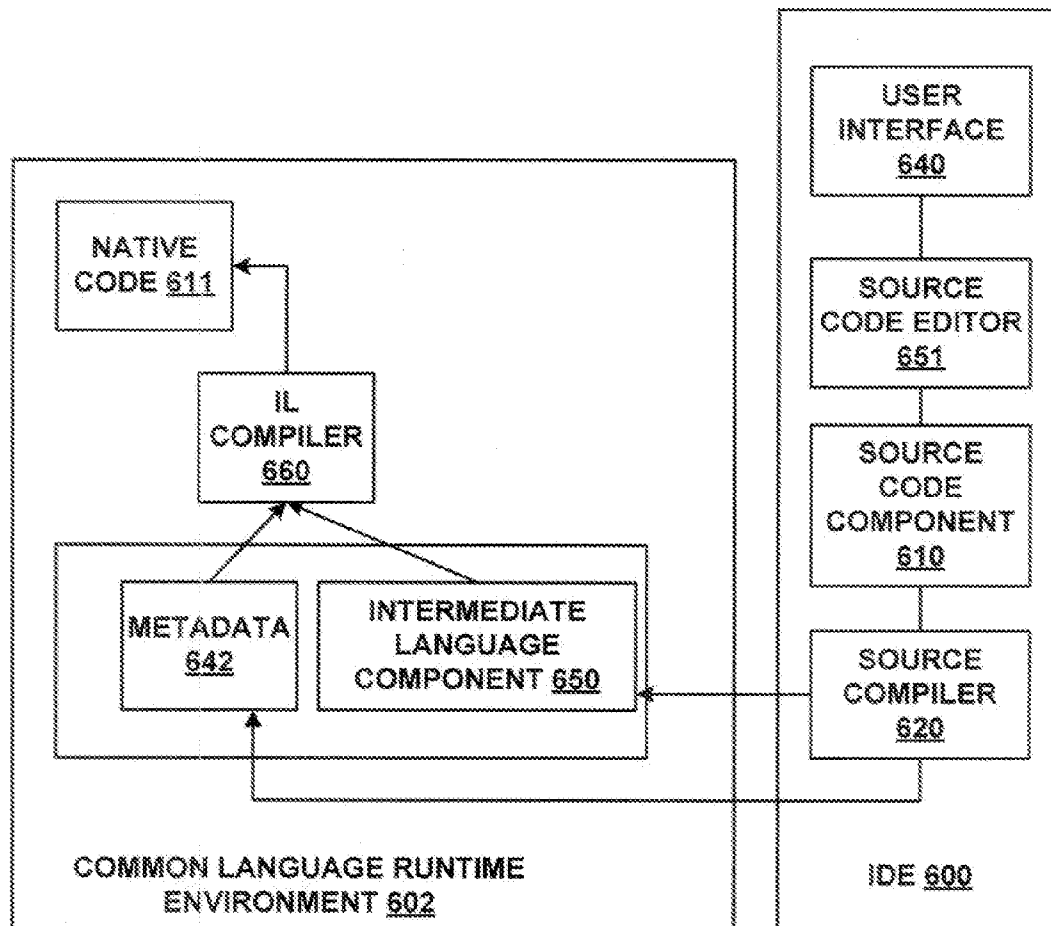 USER
INTERFACE
640
NATIVE
CODE 611
SOURCE
CODE EDITOR
651
IL
COMPILER
660
SOURCE
CODE
COMPONENT
610
METADATA
642
INTERMEDIATE
LANGUAGE
COMPONENT 650
SOURCE
COMPILER
620
COMMON LANGUAGE RUNTIME
ENVIRONMENT 602
IDE 600